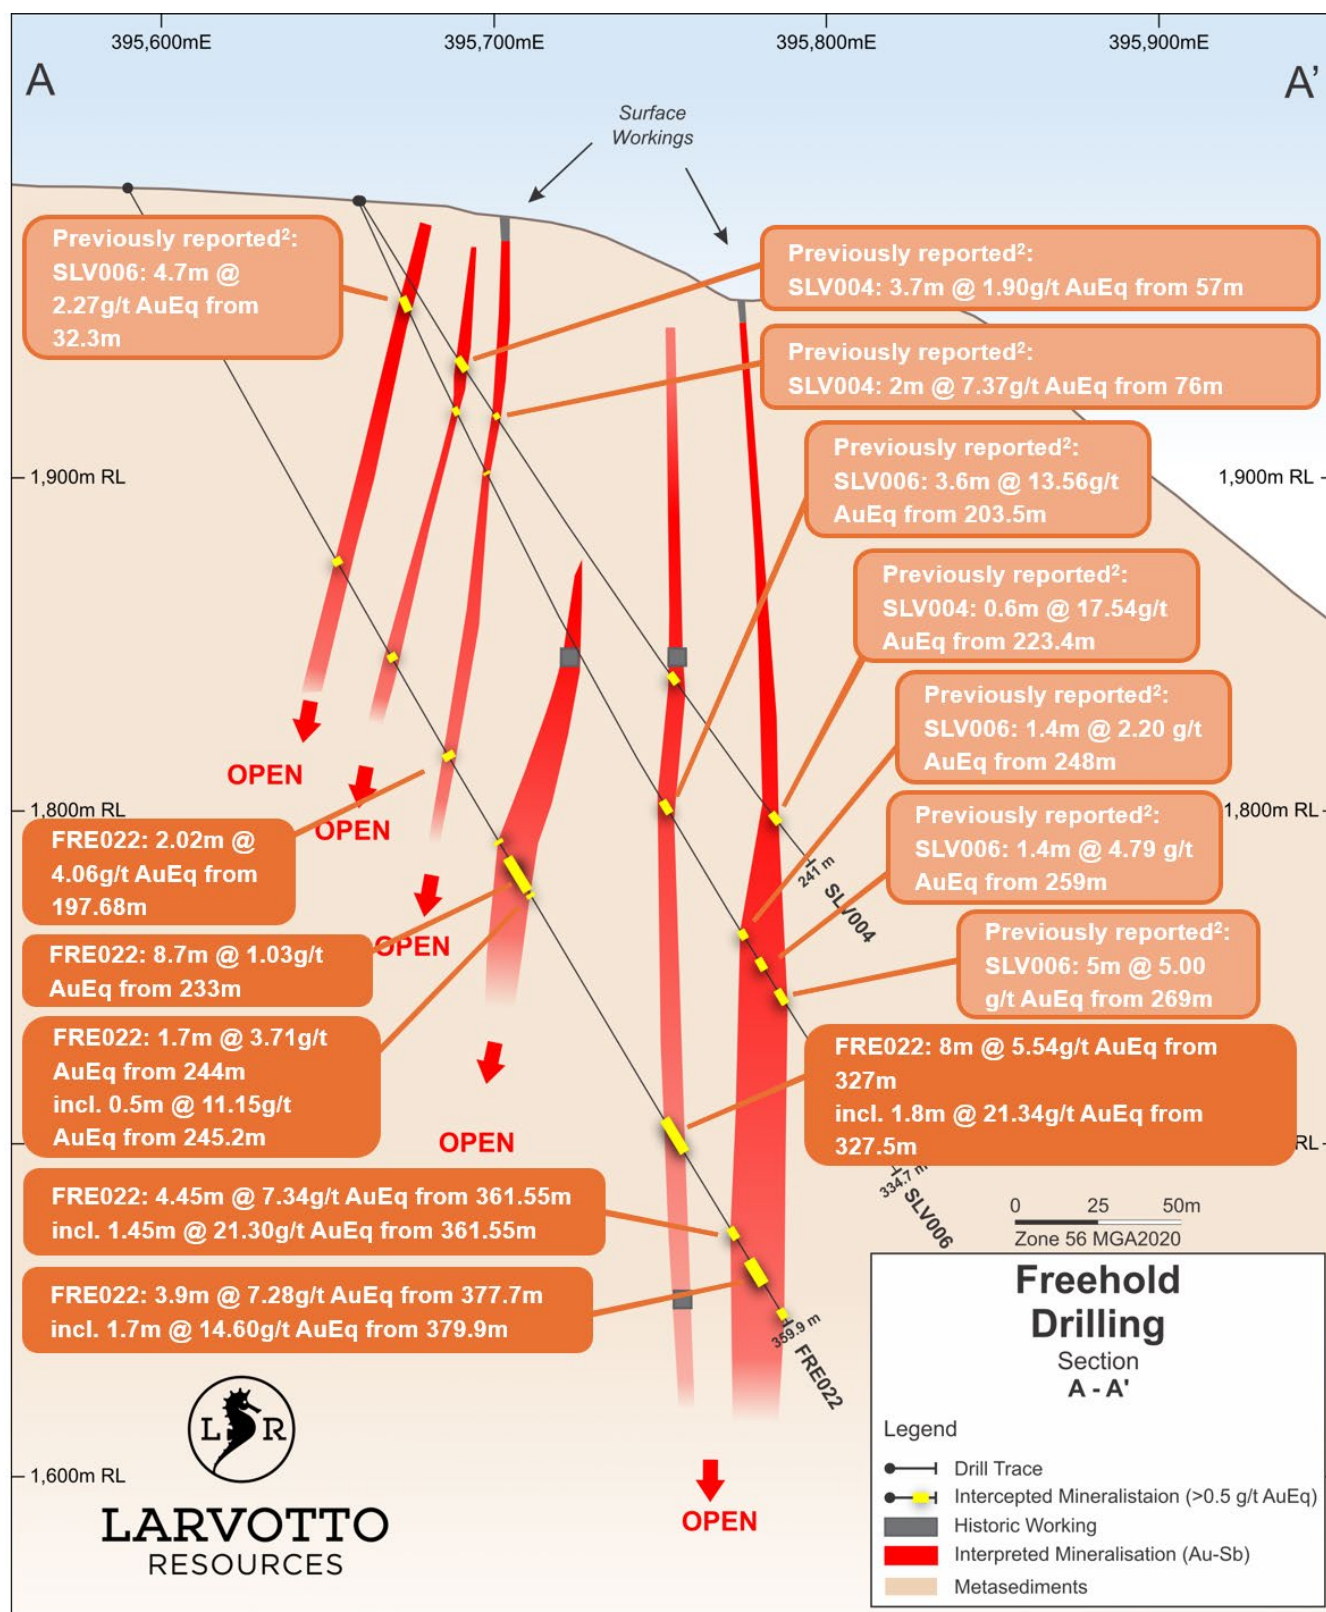 395,600mE
395,700mE
395,800mE
395,900mE
A
A'
Surface
Workings
Previously reported²:
SLV006: 4.7m @
2.27g/t AuEq from
32.3m
Previously reported²:
SLV004: 3.7m @ 1.90g/t AuEq from 57m
Previously reported²:
SLV004: 2m @ 7.37g/t AuEq from 76m
Previously reported²:
SLV006: 3.6m @ 13.56g/t
AuEq from 203.5m
1,900m RL
1,900m RL
Previously reported²:
SLV004: 0.6m @ 17.54g/t
AuEq from 223.4m
Previously reported²:
SLV006: 1.4m @ 2.20 g/t
AuEq from 248m
OPEN
1,800m RL
OPEN
Previously reported²:
SLV006: 1.4m @ 4.79 g/t
AuEq from 259m
1,800m RL
FRE022: 2.02m @
4.06g/t AuEq from
197.68m
241 m
SLV004
OPEN
FRE022: 8.7m @ 1.03g/t
AuEq from 233m
Previously reported²:
SLV006: 5m @ 5.00
g/t AuEq from 269m
FRE022: 1.7m @ 3.71g/t
AuEq from 244m
incl. 0.5m @ 11.15g/t
AuEq from 245.2m
OPEN
FRE022: 8m @ 5.54g/t AuEq from
327m
incl. 1.8m @ 21.34g/t AuEq from
327.5m
RL
334.7 m
SLV006
FRE022: 4.45m @ 7.34g/t AuEq from 361.55m
incl. 1.45m @ 21.30g/t AuEq from 361.55m
0 25 50m
Zone 56 MGA2020
FRE022: 3.9m @ 7.28g/t AuEq from 377.7m
incl. 1.7m @ 14.60g/t AuEq from 379.9m
359.9 m
FRE022
Freehold
Drilling
Section
A - A'
Legend
Drill Trace
Intercepted Mineralistaion (>0.5 g/t AuEq)
Historic Working
Interpreted Mineralisation (Au-Sb)
Metasediments
1,600m RL
OPEN
L R
LARVOTTO
RESOURCES